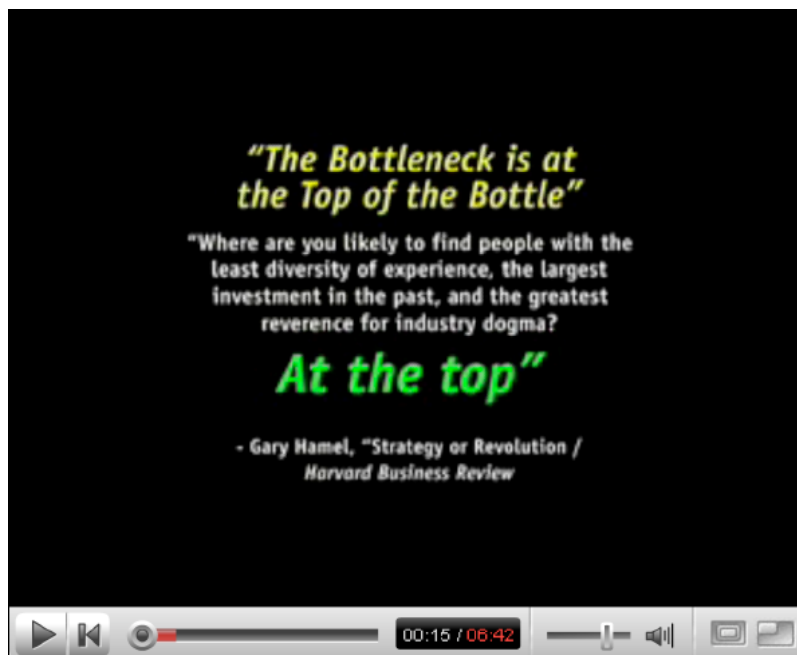 “The Bottleneck is at
the Top of the Bottle”
“Where are you likely to find people with the
least diversity of experience, the largest
investment in the past, and the greatest
reverence for industry dogma?
At the top”
- Gary Hamel, “Strategy or Revolution /
Harvard Business Review
00:15 / 06:42